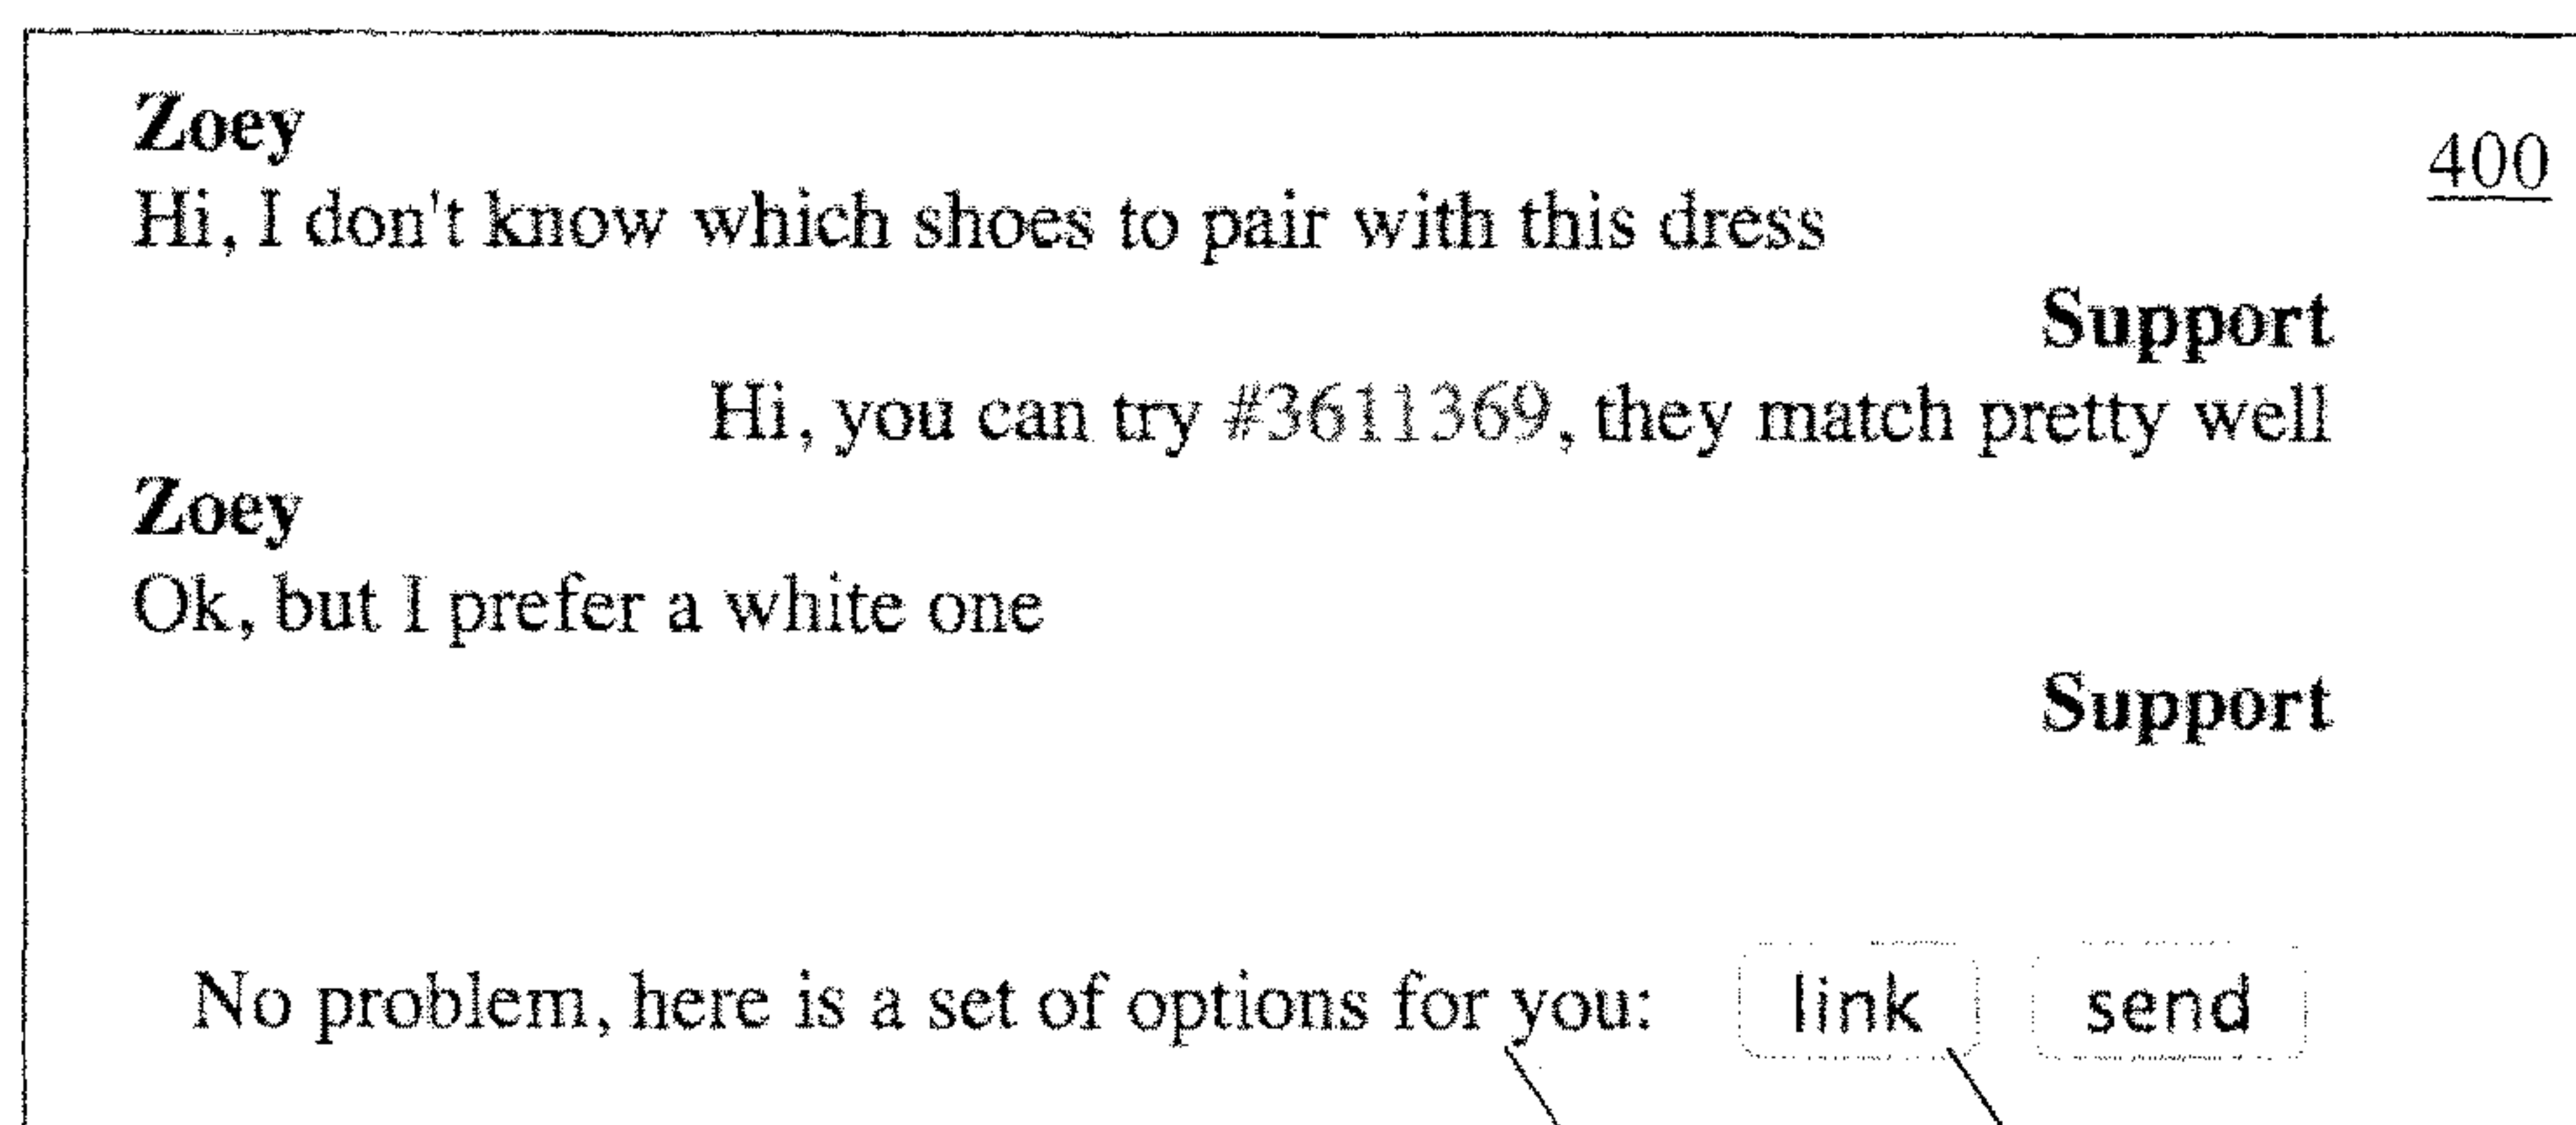 Zoey
400
Hi, I don't know which shoes to pair with this dress
Support
Hi, you can try #3611369, they match pretty well
Zoey
Ok, but I prefer a white one
Support
No problem, here is a set of options for you: link send